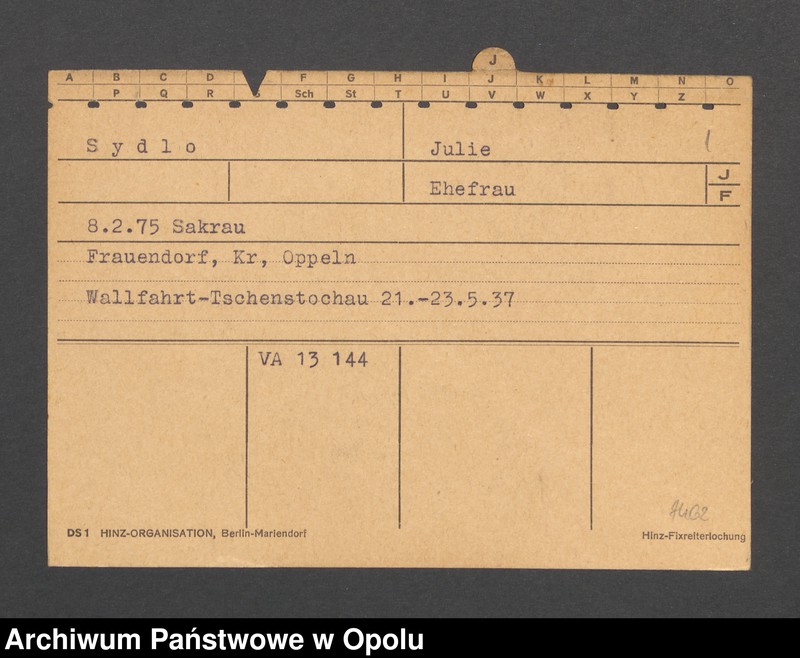 J
A B C D F G H I J K L M N O
P Q R S Sch St T U V W X Y Z
Sydlo Julie
Ehefrau J
F
8.2.75 Sakrau
Frauendorf, Kr, Oppeln
Wallfahrt-Tschenstochau 21.-23.5.37
VA 13 144
DS1 HINZ-ORGANISATION, Berlin-Mariendorf Hinz-Fixreiterlochung
Archiwum Państwowe w Opolu